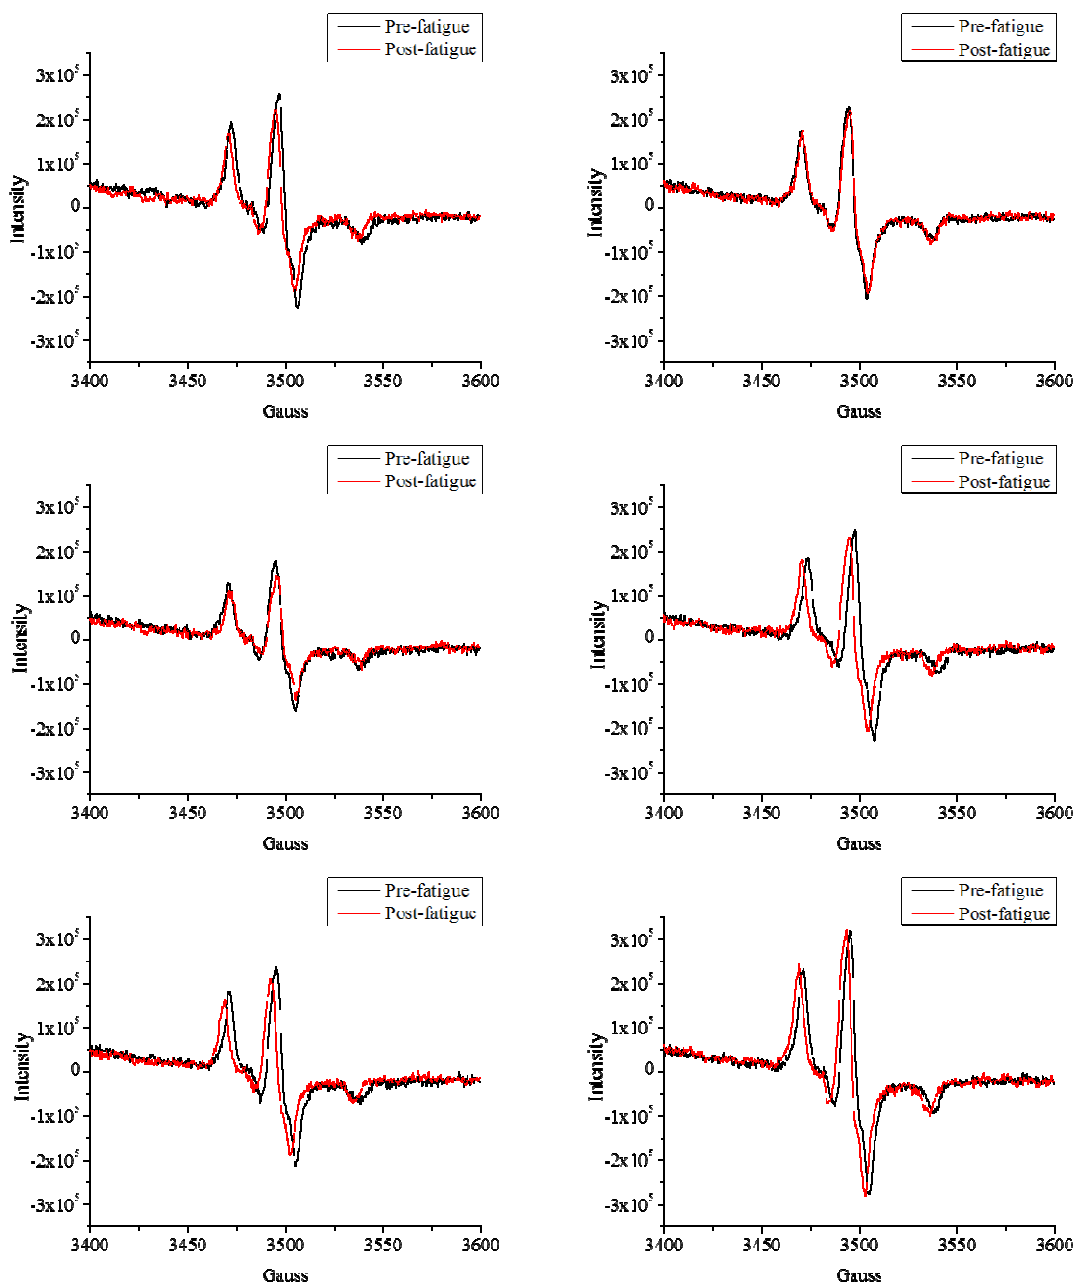 Pre-fatigue
Post-fatigue
3x10⁵
2x10⁵
1x10⁵
0
-1x10⁵
-2x10⁵
-3x10⁵
Intensity
3400 3450 3500 3550 3600
Gauss
Pre-fatigue
Post-fatigue
3x10⁵
2x10⁵
1x10⁵
0
-1x10⁵
-2x10⁵
-3x10⁵
Intensity
3400 3450 3500 3550 3600
Gauss
Pre-fatigue
Post-fatigue
3x10⁵
2x10⁵
1x10⁵
0
-1x10⁵
-2x10⁵
-3x10⁵
Intensity
3400 3450 3500 3550 3600
Gauss
Pre-fatigue
Post-fatigue
3x10⁵
2x10⁵
1x10⁵
0
-1x10⁵
-2x10⁵
-3x10⁵
Intensity
3400 3450 3500 3550 3600
Gauss
Pre-fatigue
Post-fatigue
3x10⁵
2x10⁵
1x10⁵
0
-1x10⁵
-2x10⁵
-3x10⁵
Intensity
3400 3450 3500 3550 3600
Gauss
Pre-fatigue
Post-fatigue
3x10⁵
2x10⁵
1x10⁵
0
-1x10⁵
-2x10⁵
-3x10⁵
Intensity
3400 3450 3500 3550 3600
Gauss